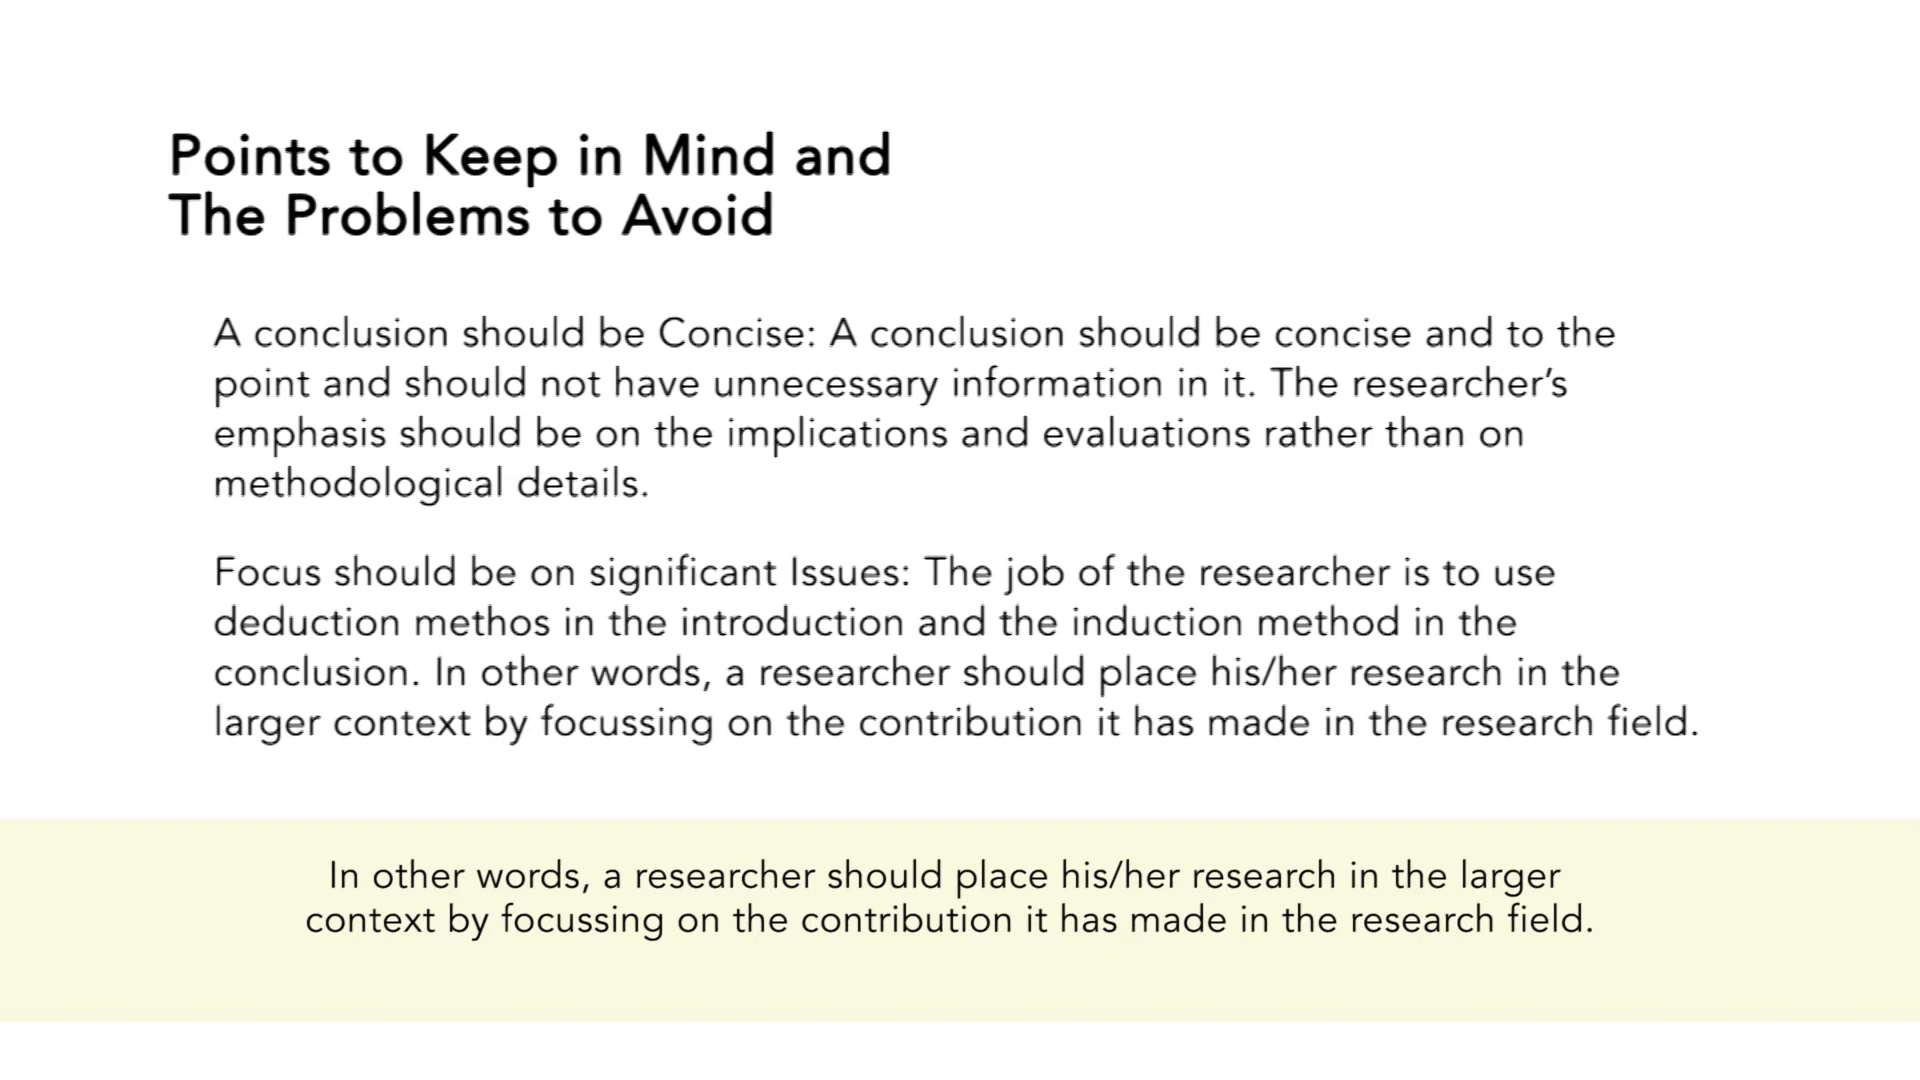 Points to Keep in Mind and
The Problems to Avoid
A conclusion should be Concise: A conclusion should be concise and to the
point and should not have unnecessary information in it. The researcher’s
emphasis should be on the implications and evaluations rather than on
methodological details.
Focus should be on significant Issues: The job of the researcher is to use
deduction methos in the introduction and the induction method in the
conclusion. In other words, a researcher should place his/her research in the
larger context by focussing on the contribution it has made in the research field.
In other words, a researcher should place his/her research in the larger
context by focussing on the contribution it has made in the research field.